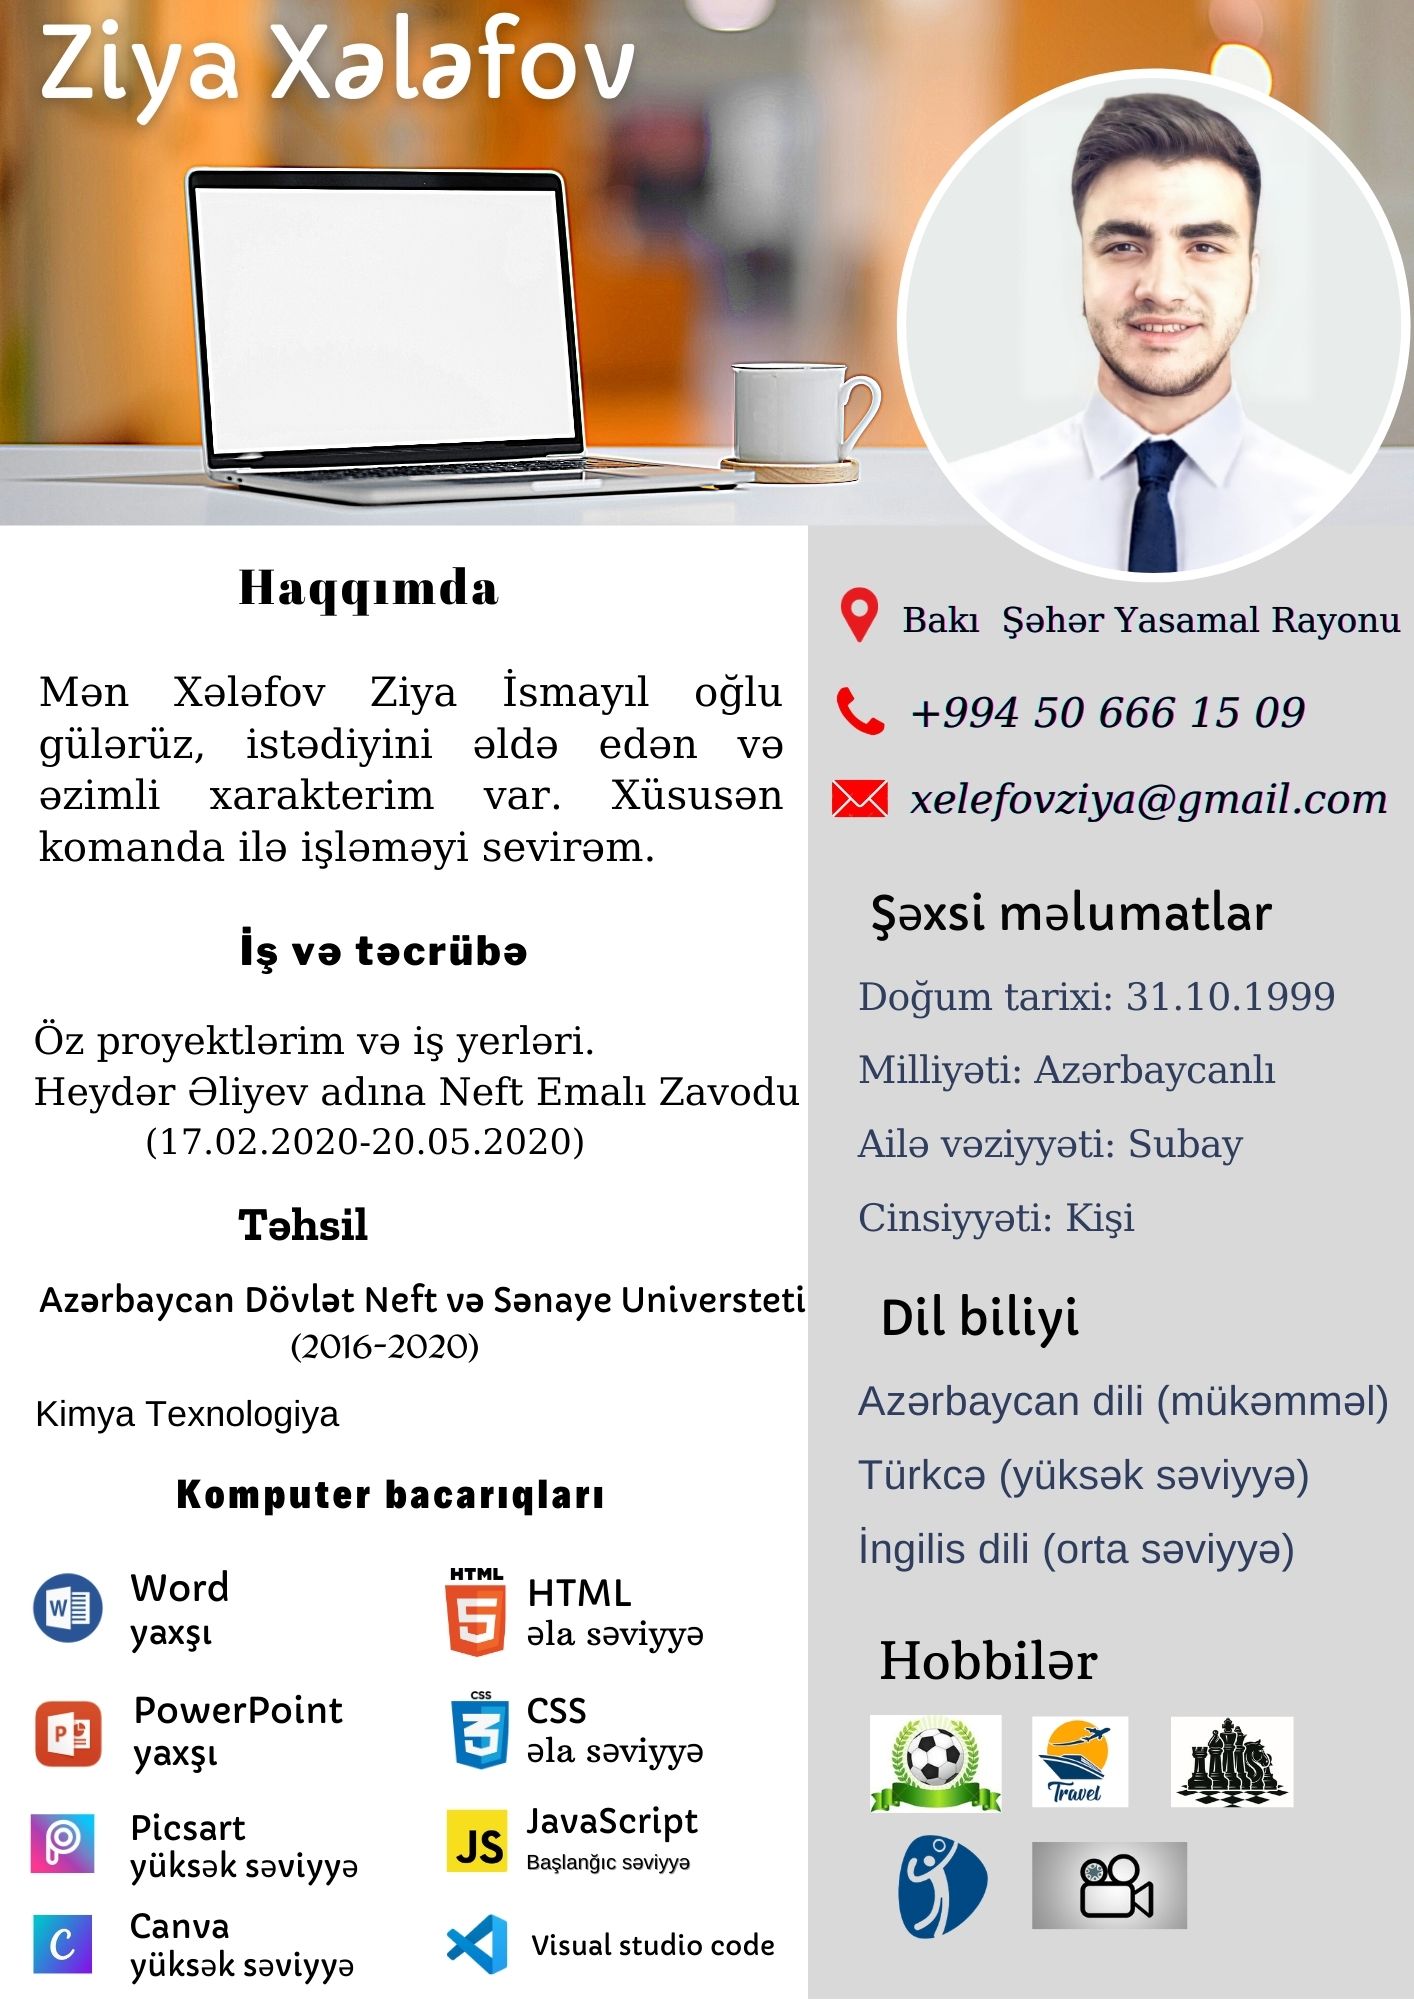 Ziya Xələfov
Haqqımda
Mən Xələfov Ziya İsmayıl oğlu
gülərüz, istədiyini əldə edən və
əzimli xarakterim var. Xüsusən
komanda ilə işləməyi sevirəm.
İş və təcrübə
Öz proyektlərim və iş yerləri.
Heydər Əliyev adına Neft Emalı Zavodu
(17.02.2020-20.05.2020)
Təhsil
Azərbaycan Dövlət Neft və Sənaye Universteti
(2016-2020)
Kimya Texnologiya
Komputer bacarıqları
W
Word
yaxşı
P
PowerPoint
yaxşı
Picsart
yüksək səviyyə
C
Canva
yüksək səviyyə
HTML
5
HTML
əla səviyyə
CSS
3
CSS
əla səviyyə
JS
JavaScript
Başlanğıc səviyyə
Visual studio code
Bakı Şəhər Yasamal Rayonu
+994 50 666 15 09
xelefovziya@gmail.com
Şəxsi məlumatlar
Doğum tarixi: 31.10.1999
Milliyəti: Azərbaycanlı
Ailə vəziyyəti: Subay
Cinsiyyəti: Kişi
Dil biliyi
Azərbaycan dili (mükəmməl)
Türkcə (yüksək səviyyə)
İngilis dili (orta səviyyə)
Hobbilər
Travel